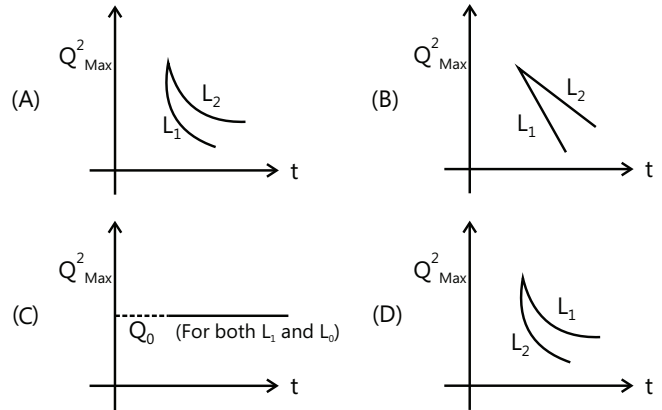 (A)
Q²Max
L₂
L₁
t
(B)
Q²Max
L₂
L₁
t
(C)
Q²Max
Q₀
(For both L₁ and L₀)
t
(D)
Q²Max
L₁
L₂
t